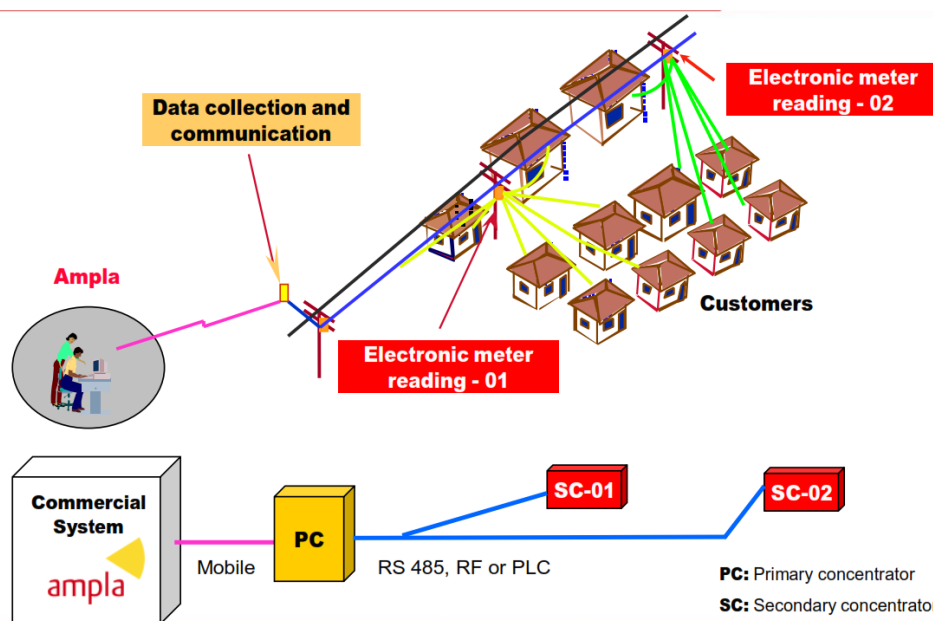 Electronic meter
reading - 02
Data collection and
communication
Ampla
Customers
Electronic meter
reading - 01
Commercial
System
ampla
PC
SC-01
SC-02
Mobile
RS 485, RF or PLC
PC: Primary concentrator
SC: Secondary concentrator